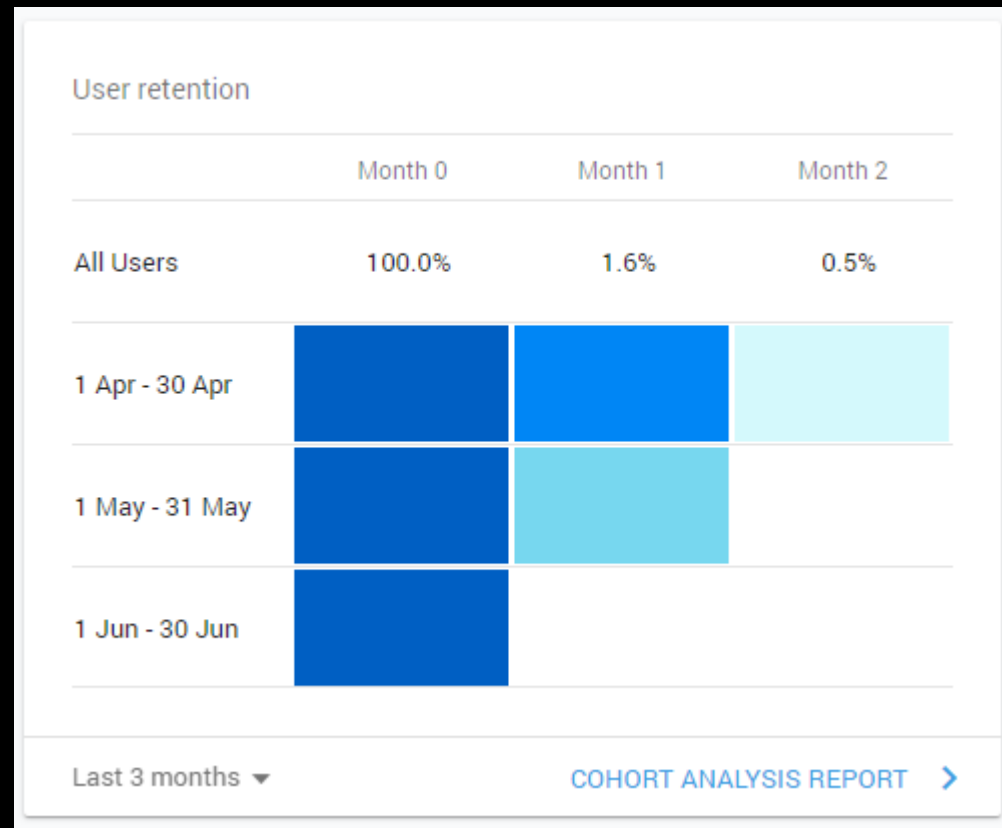 User retention
Month 0 Month 1 Month 2
All Users 100.0% 1.6% 0.5%
1 Apr - 30 Apr
1 May - 31 May
1 Jun - 30 Jun
Last 3 months COHORT ANALYSIS REPORT